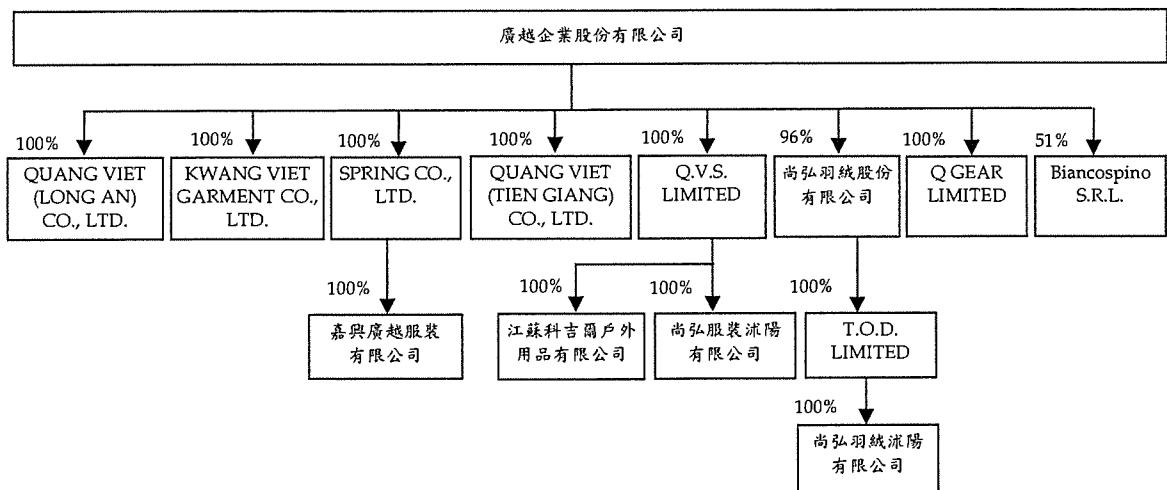 廣越企業股份有限公司
100%
100%
100%
100%
100%
96%
100%
51%
QUANG VIET
(LONG AN)
CO., LTD.
KWANG VIET
GARMENT CO.,
LTD.
SPRING CO.,
LTD.
QUANG VIET
(TIEN GIANG)
CO., LTD.
Q.V.S.
LIMITED
尚弘羽絨股份
有限公司
Q GEAR
LIMITED
Biancospino
S.R.L.
100%
100%
100%
100%
嘉興廣越服裝
有限公司
江蘇科吉爾戶外
用品有限公司
尚弘服裝沭陽
有限公司
T.O.D.
LIMITED
100%
尚弘羽絨沭陽
有限公司